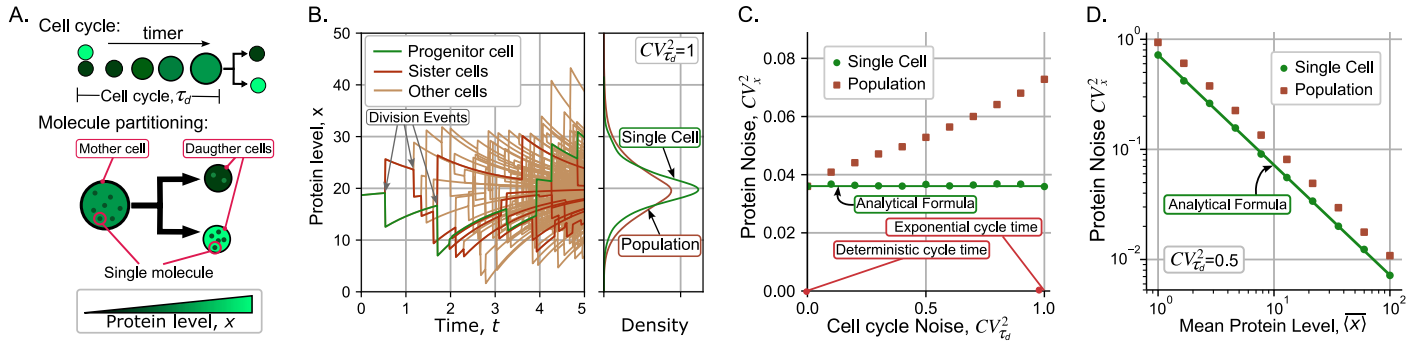 A.
Cell cycle:
timer
Cell cycle, τd
Molecule partitioning:
Mother cell
Daugther cells
Single molecule
Protein level, x
B.
Protein level, x
50
40
30
20
10
0
Progenitor cell
Sister cells
Other cells
Division Events
0 1 2 3 4 5
Time, t
CV²τd=1
Single Cell
Population
Density
C.
Protein Noise, CV²x
0.08
0.06
0.04
0.02
0.00
Single Cell
Population
Analytical Formula
Exponential cycle time
Deterministic cycle time
0.0 0.5 1.0
Cell cycle Noise, CV²τd
D.
Protein Noise CV²x
10⁰
10⁻¹
10⁻²
Single Cell
Population
Analytical Formula
CV²τd=0.5
10⁰ 10¹ 10²
Mean Protein Level, ⟨x⟩̅